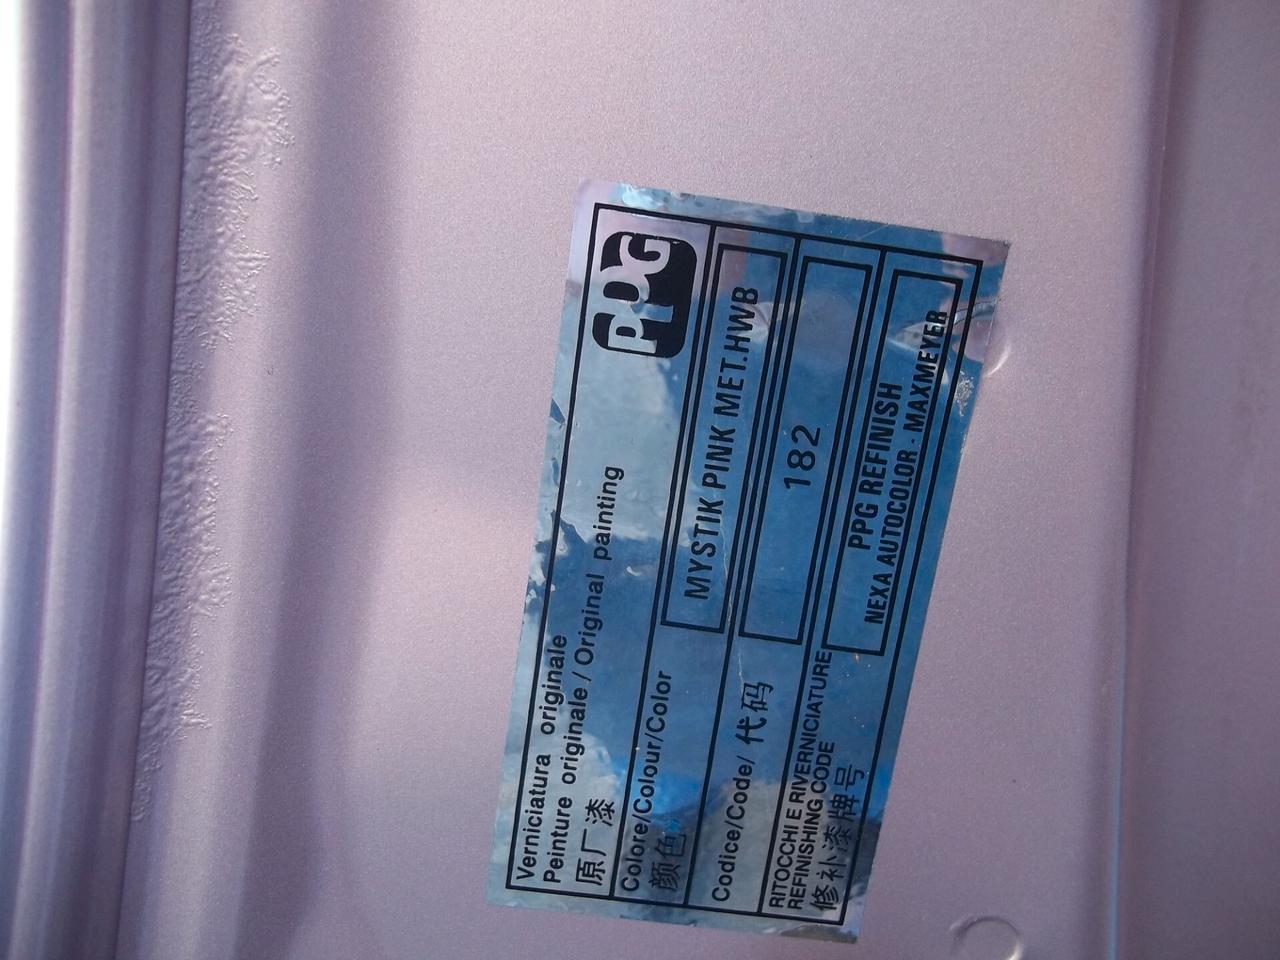 PPG
Verniciatura originale
Peinture originale / Original painting
原厂漆
Colore/Colour/Color
颜色
MYSTIK PINK MET.HWB
Codice/Code/ 代码
182
RITOCCHI E RIVERNICIATURE
REFINISHING CODE
修补漆牌号
PPG REFINISH
NEXA AUTOCOLOR - MAXMEYER